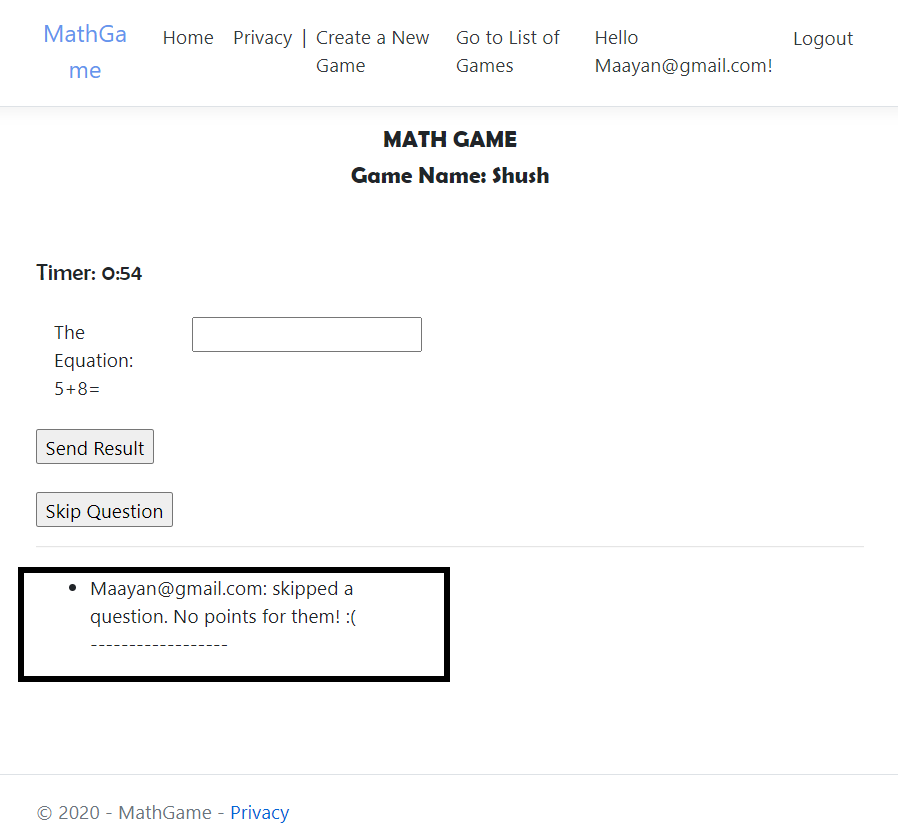 MathGa
me
Home
Privacy
|
Create a New
Game
Go to List of
Games
Hello
Maayan@gmail.com!
Logout
MATH GAME
Game Name: Shush
Timer: 0:54
The
Equation:
5+8=
Send Result
Skip Question
• Maayan@gmail.com: skipped a
question. No points for them! :(
------------------
© 2020 - MathGame - Privacy